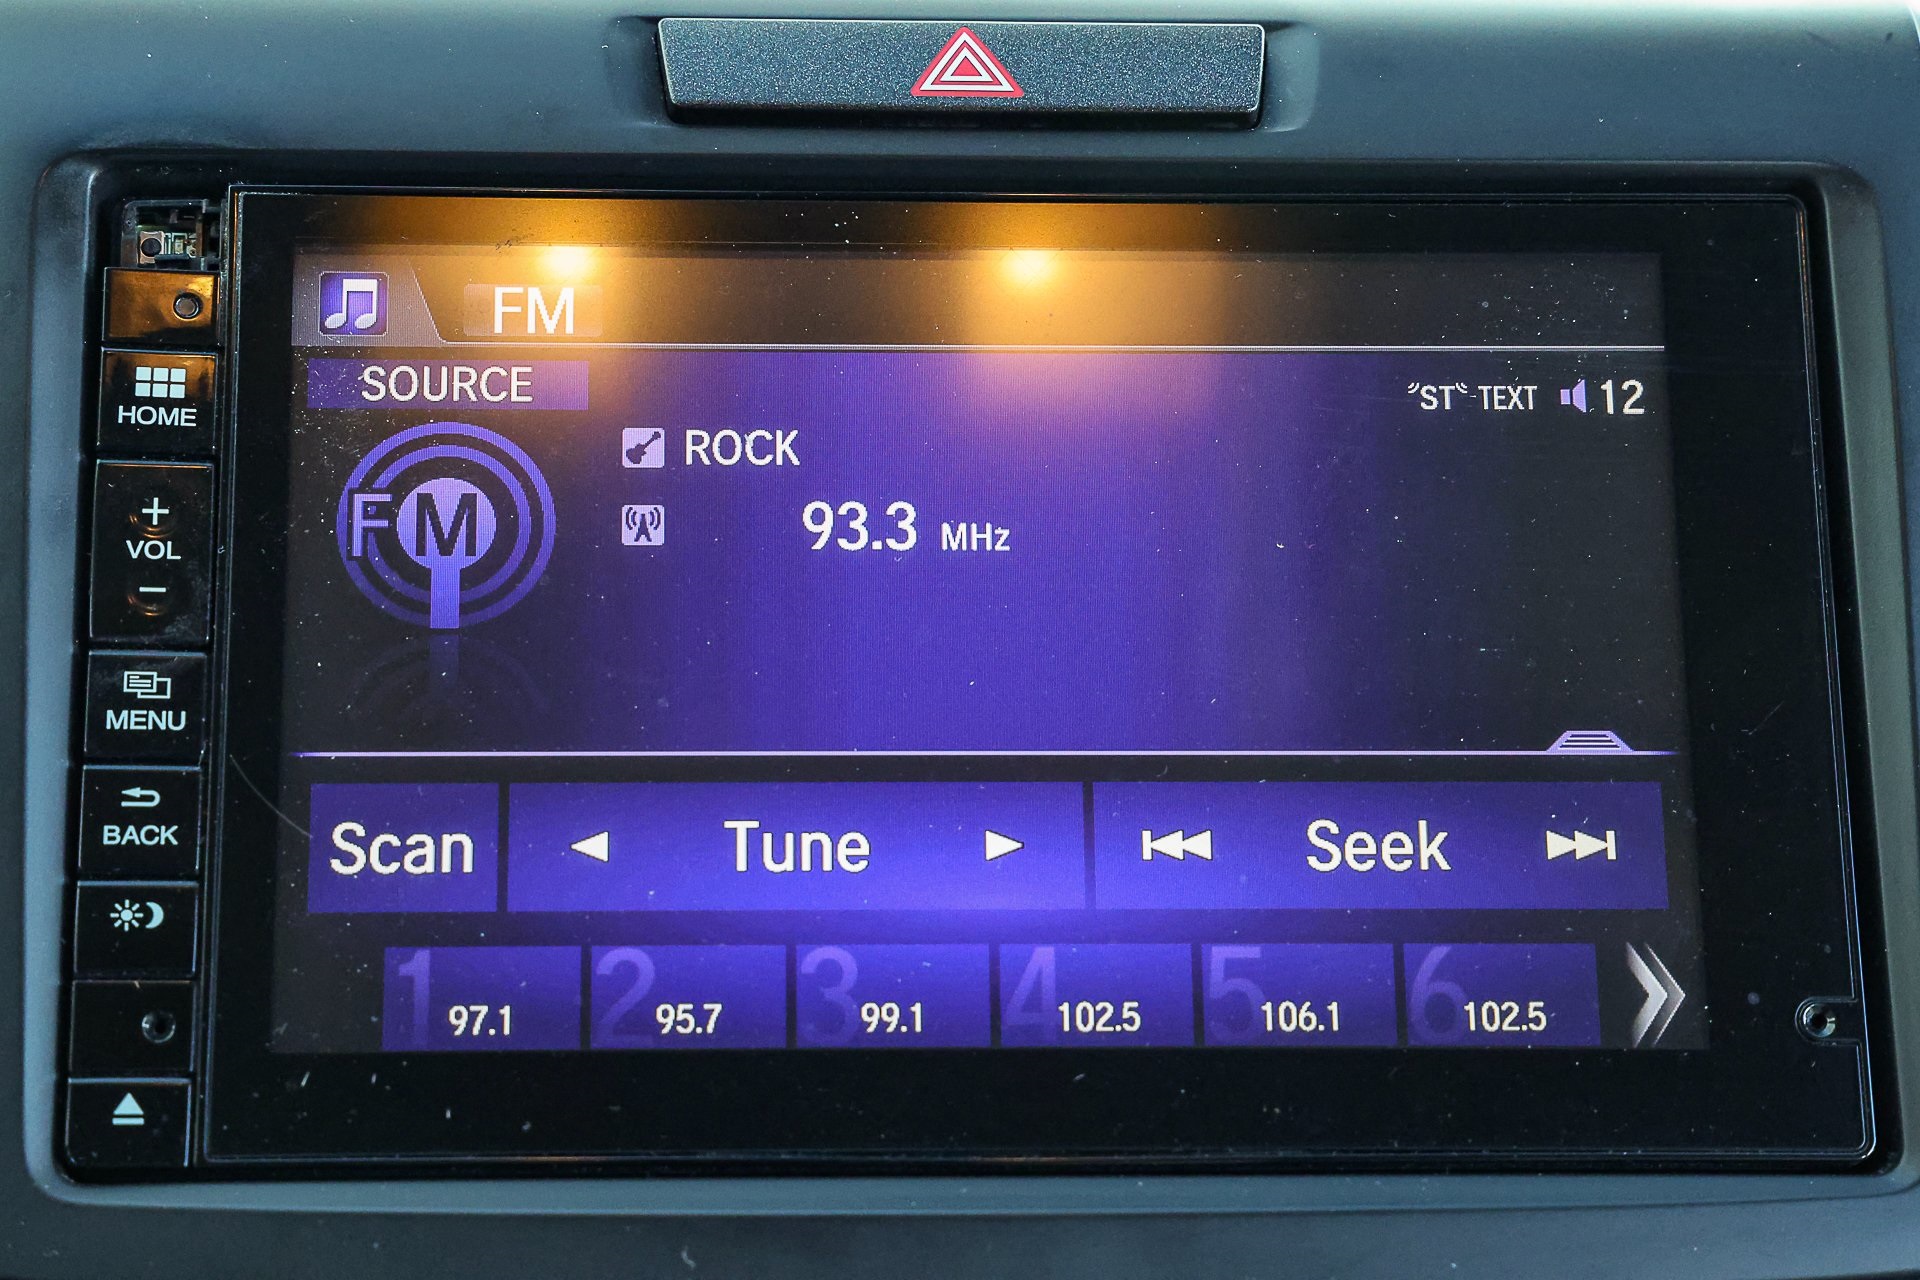 FM
SOURCE
ST TEXT 12
FM
ROCK
93.3 MHz
HOME
+
VOL
−
MENU
BACK
Scan Tune Seek
1 97.1 2 95.7 3 99.1 4 102.5 5 106.1 6 102.5